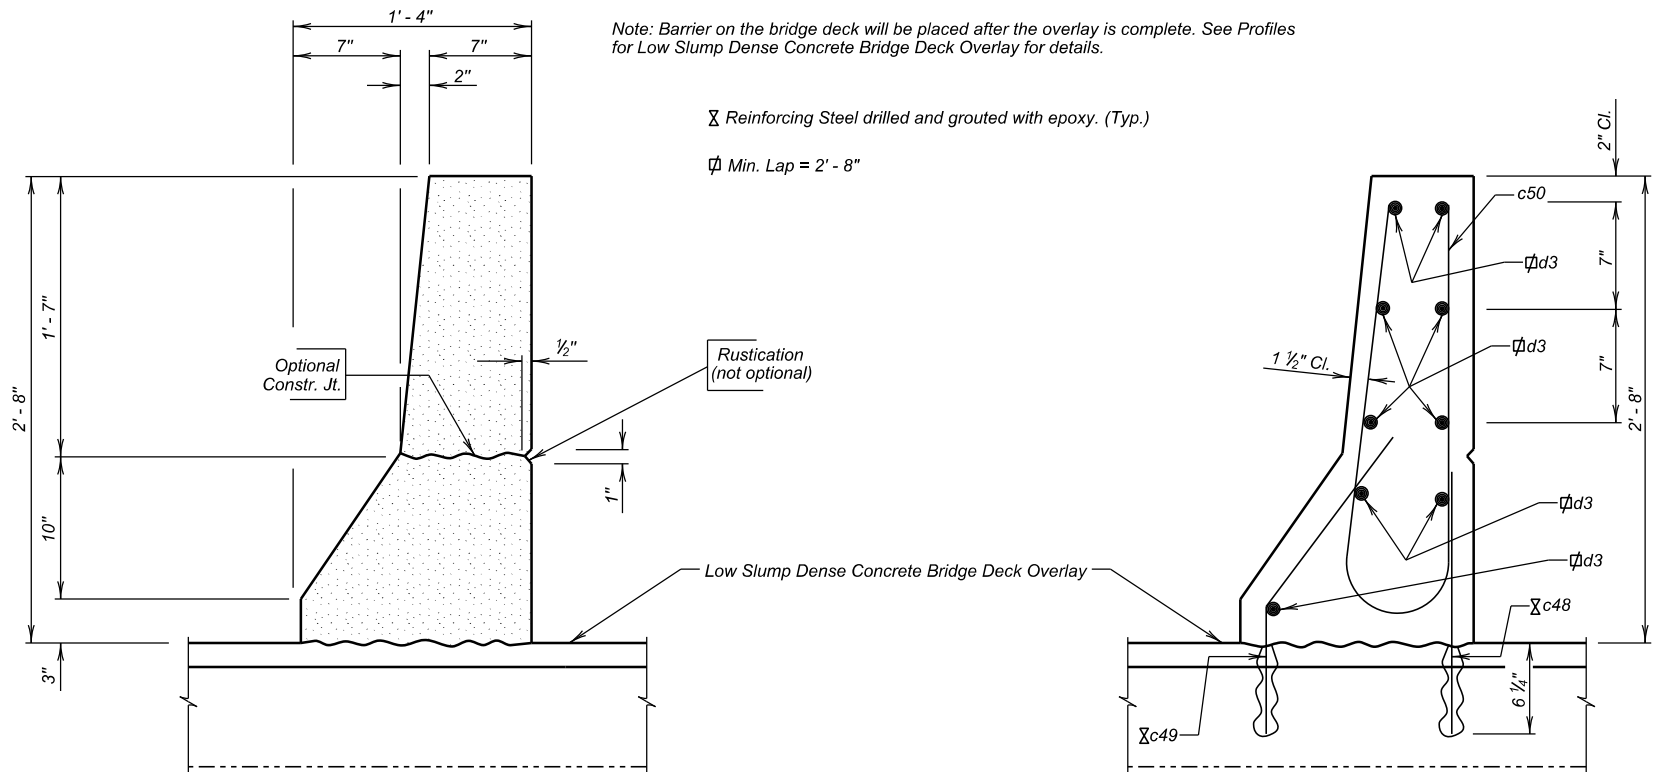 1' - 4"
7"
7"
2"
Note: Barrier on the bridge deck will be placed after the overlay is complete. See Profiles
for Low Slump Dense Concrete Bridge Deck Overlay for details.
Reinforcing Steel drilled and grouted with epoxy. (Typ.)
Min. Lap = 2' - 8"
2' - 8"
1' - 7"
10"
3"
Optional
Constr. Jt.
½"
Rustication
(not optional)
1"
Low Slump Dense Concrete Bridge Deck Overlay
2" Cl.
c50
d3
7"
d3
7"
1 ½" Cl.
2' - 8"
d3
d3
c48
6 ¼"
c49